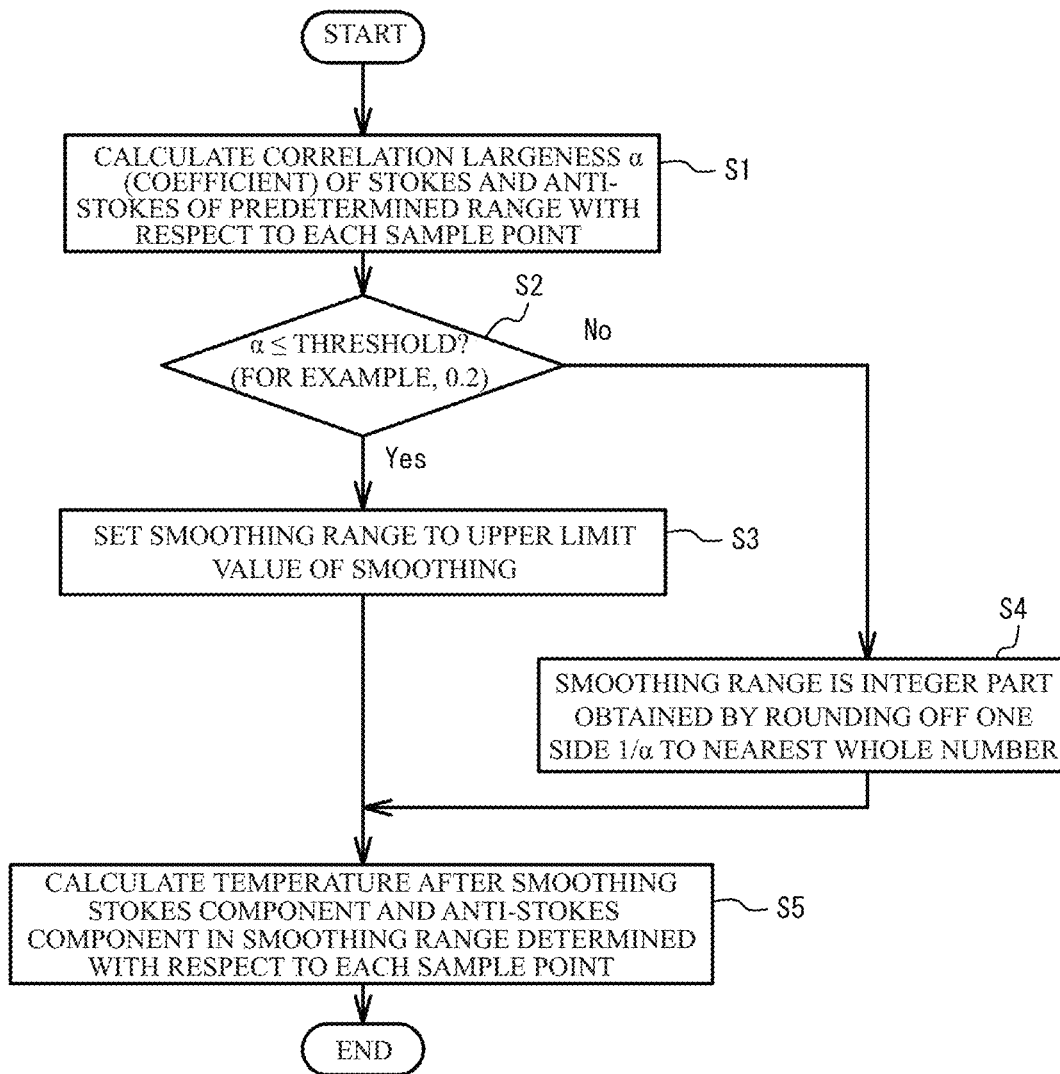 START
CALCULATE CORRELATION LARGENESS α
(COEFFICIENT) OF STOKES AND ANTI-
STOKES OF PREDETERMINED RANGE WITH
RESPECT TO EACH SAMPLE POINT
S1
S2
α ≤ THRESHOLD?
(FOR EXAMPLE, 0.2)
No
Yes
SET SMOOTHING RANGE TO UPPER LIMIT
VALUE OF SMOOTHING
S3
S4
SMOOTHING RANGE IS INTEGER PART
OBTAINED BY ROUNDING OFF ONE
SIDE 1/α TO NEAREST WHOLE NUMBER
CALCULATE TEMPERATURE AFTER SMOOTHING
STOKES COMPONENT AND ANTI-STOKES
COMPONENT IN SMOOTHING RANGE DETERMINED
WITH RESPECT TO EACH SAMPLE POINT
S5
END